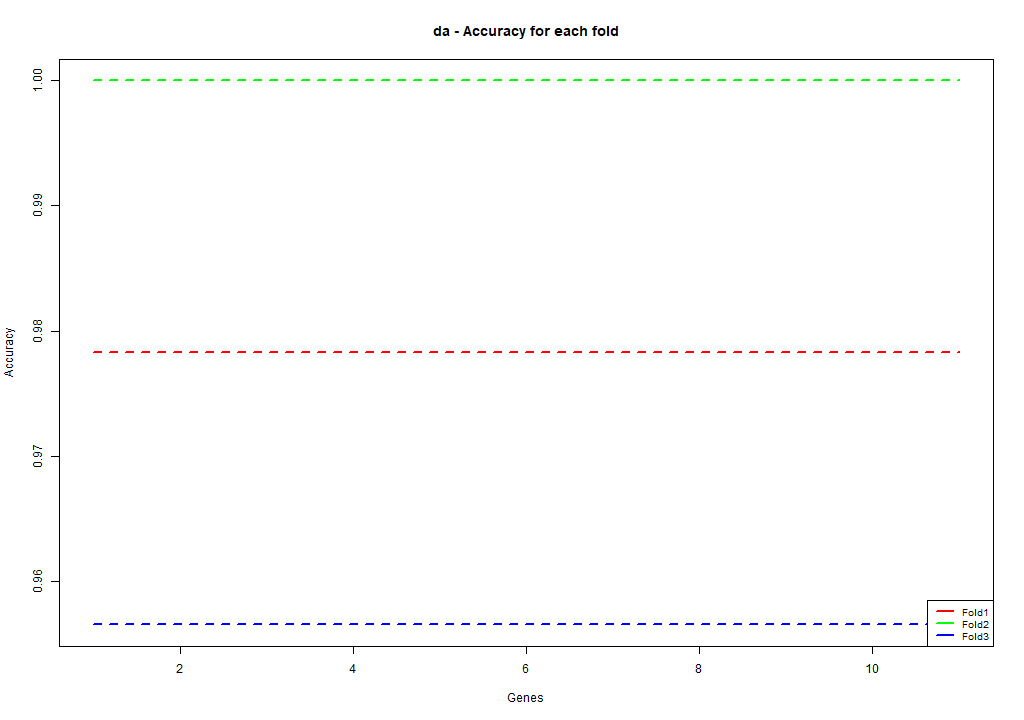 da - Accuracy for each fold
Accuracy
1.00
0.99
0.98
0.97
0.96
2 4 6 8 10
Genes
Fold1
Fold2
Fold3